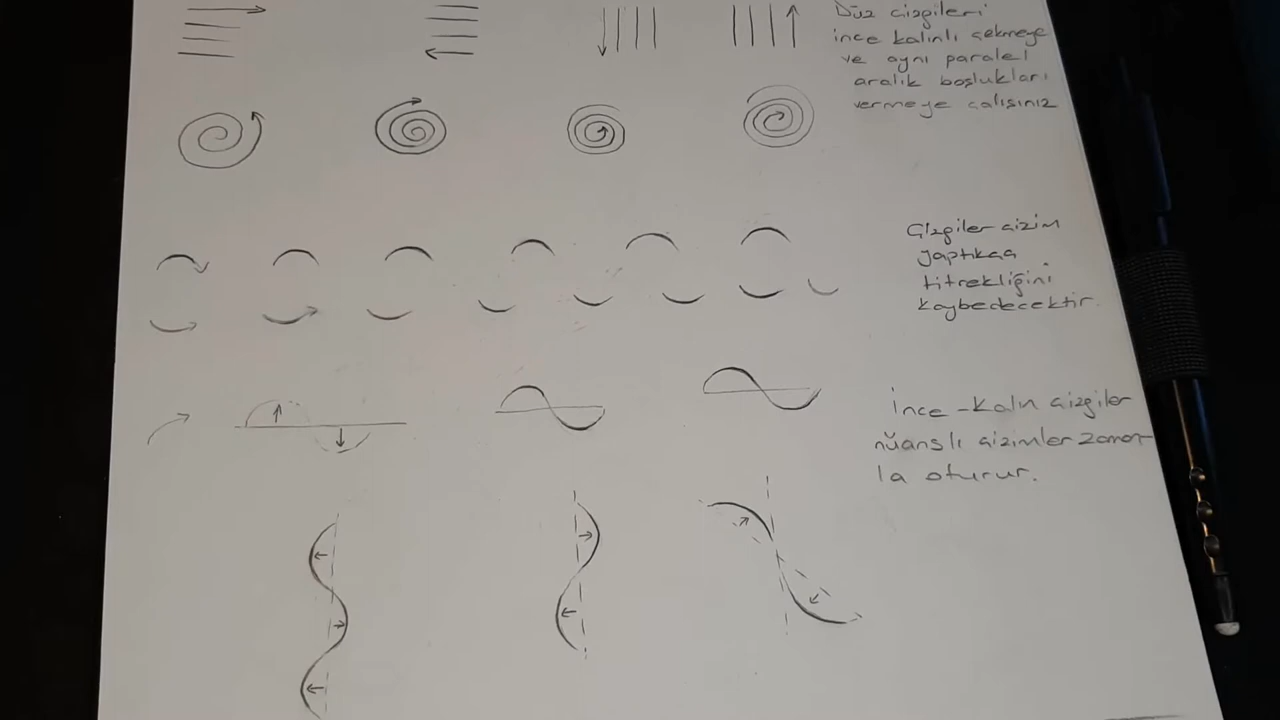 Düz çizgileri
ince kalınlı çekmeye
ve aynı paralel
aralık boşlukları
vermeye çalışınız
Çizgiler çizim
yaptıkça
titrekliğini
kaybedecektir.
İnce-Kalın çizgiler
nüanslı çizimler zaman-
la oturur.